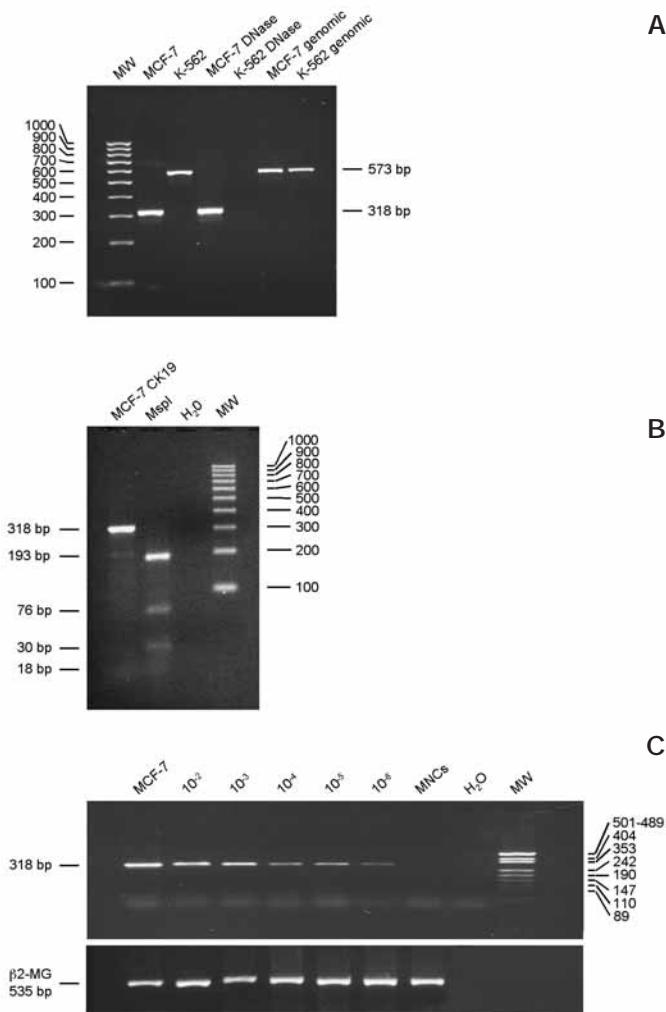 A
MW
MCF-7
K-562
MCF-7 DNase
K-562 DNase
MCF-7 genomic
K-562 genomic
1000
900
800
700
600
500
400
300
200
100
573 bp
318 bp
B
MCF-7 CK19
MspI
H₂0
MW
318 bp
193 bp
76 bp
30 bp
18 bp
1000
900
800
700
600
500
400
300
200
100
C
MCF-7
10⁻²
10⁻³
10⁻⁴
10⁻⁵
10⁻⁶
MNCs
H₂O
MW
318 bp
501-489
404
353
242
190
147
110
89
β2-MG
535 bp